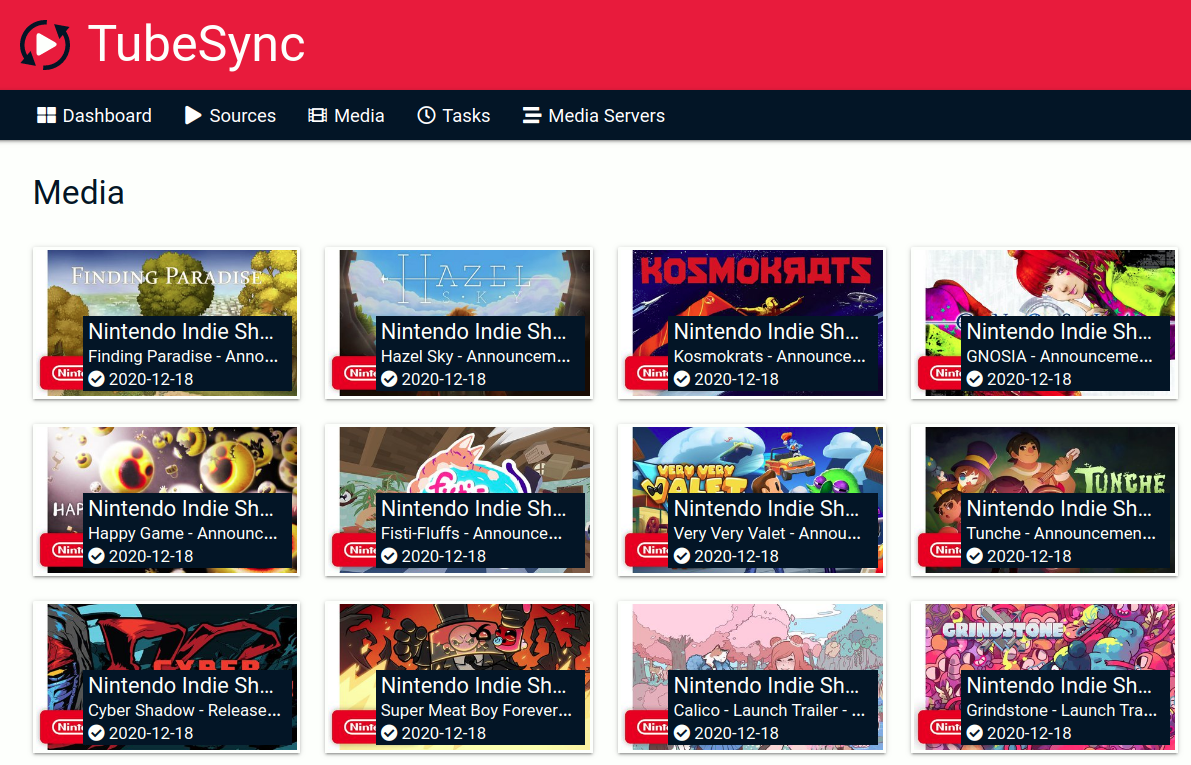 TubeSync
Dashboard Sources Media Tasks Media Servers
Media
FINDING PARADISE
Nintendo Indie Sh...
Finding Paradise - Anno...
2020-12-18
HAZEL
SKY
Nintendo Indie Sh...
Hazel Sky - Announcem...
2020-12-18
KOSMOKRATS
Nintendo Indie Sh...
Kosmokrats - Announce...
2020-12-18
Nintendo Indie Sh...
GNOSIA - Announceme...
2020-12-18
HAP
Nintendo Indie Sh...
Happy Game - Announc...
2020-12-18
Nintendo Indie Sh...
Fisti-Fluffs - Announce...
2020-12-18
VERY VERY
VALET
Nintendo Indie Sh...
Very Very Valet - Annou...
2020-12-18
TUNCHE
Nintendo Indie Sh...
Tunche - Announcemen...
2020-12-18
CYBER
Nintendo Indie Sh...
Cyber Shadow - Release...
2020-12-18
Nintendo Indie Sh...
Super Meat Boy Forever...
2020-12-18
Nintendo Indie Sh...
Calico - Launch Trailer - ...
2020-12-18
GRINDSTONE
Nintendo Indie Sh...
Grindstone - Launch Tra...
2020-12-18